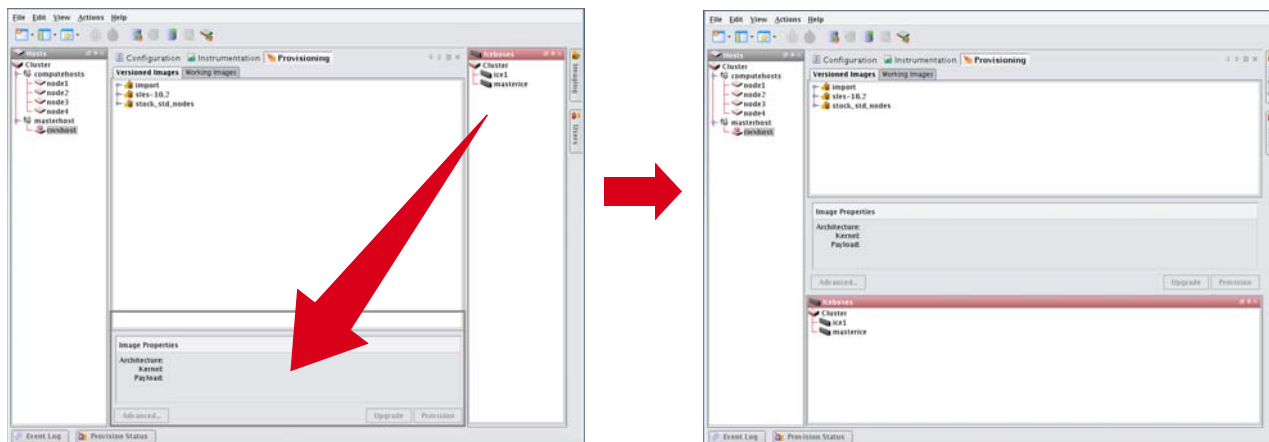 File Edit View Actions Help
Hosts
Cluster
computehosts
node1
node2
node3
node4
masterhost
cwxhost
Configuration Instrumentation Provisioning
Versioned Images Working Images
import
sles-10.2
stock_std_nodes
Image Properties
Architecture:
Kernel:
Payload:
Advanced... Upgrade Provision
Iceboxes
Cluster
ice1
masterice
Imaging
Users
Event Log Provision Status
File Edit View Actions Help
Hosts
Cluster
computehosts
node1
node2
node3
node4
masterhost
cwxhost
Configuration Instrumentation Provisioning
Versioned Images Working Images
import
sles-10.2
stock_std_nodes
Image Properties
Architecture:
Kernel:
Payload:
Advanced... Upgrade Provision
Iceboxes
Cluster
ice1
masterice
Event Log Provision Status